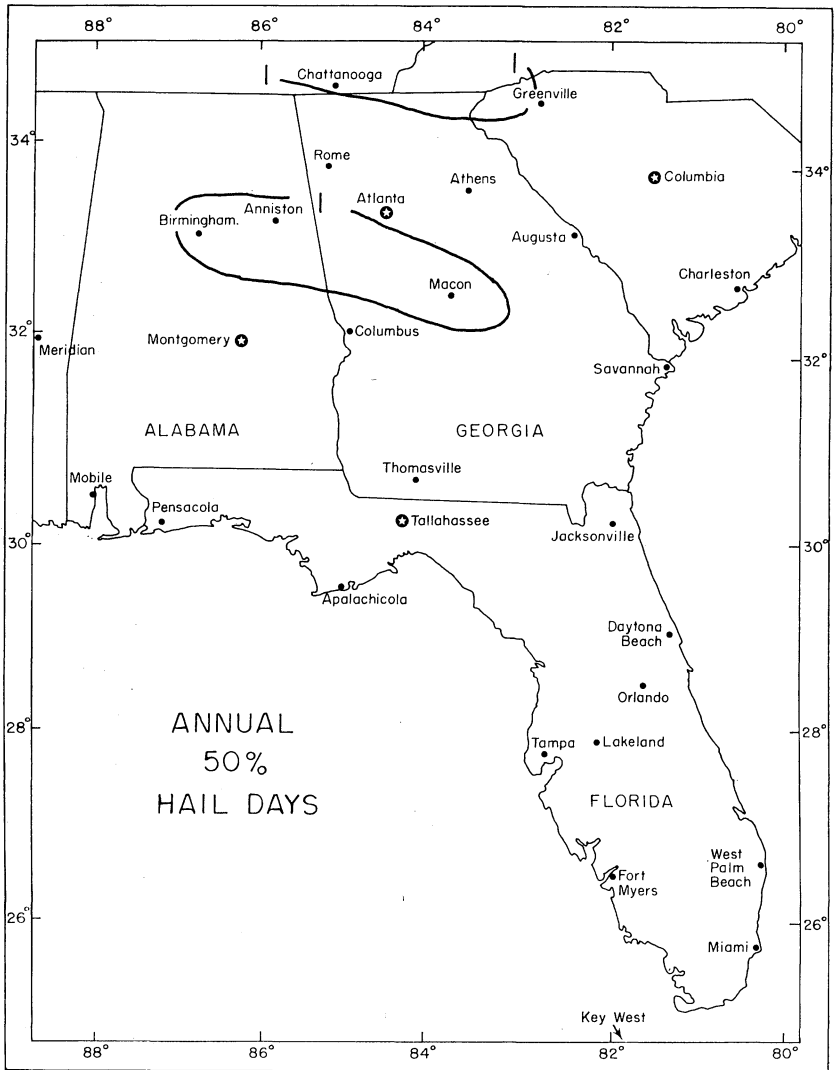 88° 86° 84° 82° 80°
1 1
Chattanooga
Greenville
34°
Rome
34°
Athens
Columbia
1
Atlanta
Anniston
Birmingham.
Augusta
Charleston
Macon
32°
Columbus
Montgomery
Meridian
32°
Savannah
ALABAMA GEORGIA
Thomasville
Mobile
Pensacola
Tallahassee
Jacksonville
30° 30°
Apalachicola
Daytona
Beach
Orlando
ANNUAL
50%
HAIL DAYS
28° 28°
Tampa Lakeland
FLORIDA
West
Palm
Beach
Fort
Myers
26° 26°
Miami
Key West
88° 86° 84° 82° 80°